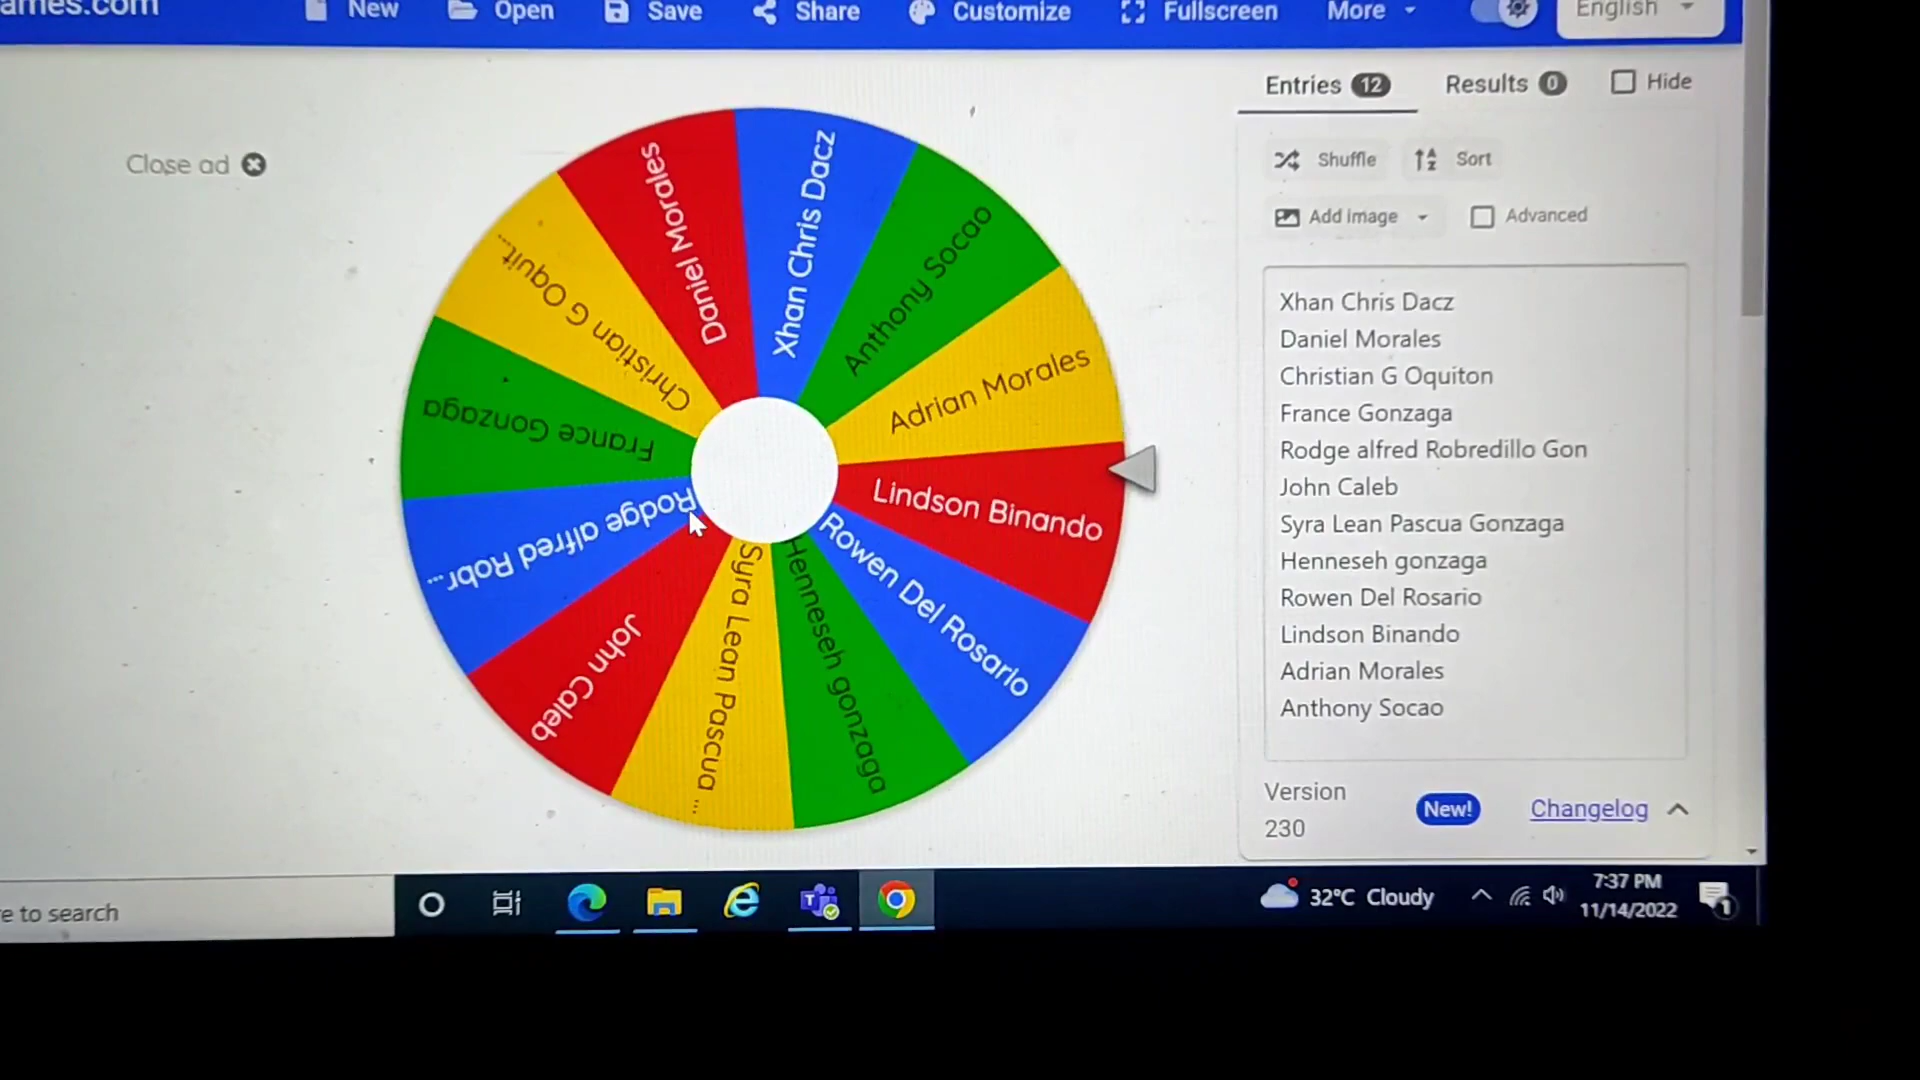 ames.com
New
Open
Save
Share
Customize
Fullscreen
More
English
Close ad
Entries 12
Results 0
Hide
Shuffle
Sort
Add image
Advanced
Xhan Chris Dacz
Anthony Socao
Adrian Morales
Lindson Binando
Rowen Del Rosario
Henneseh gonzaga
Syra Lean Pascua ...
John Caleb
Rodge alfred Robr...
France Gonzaga
Christian G Oquit...
Daniel Morales
Xhan Chris Dacz
Daniel Morales
Christian G Oquiton
France Gonzaga
Rodge alfred Robredillo Gon
John Caleb
Syra Lean Pascua Gonzaga
Henneseh gonzaga
Rowen Del Rosario
Lindson Binando
Adrian Morales
Anthony Socao
Version
230
New!
Changelog
e to search
32°C Cloudy
7:37 PM
11/14/2022
1